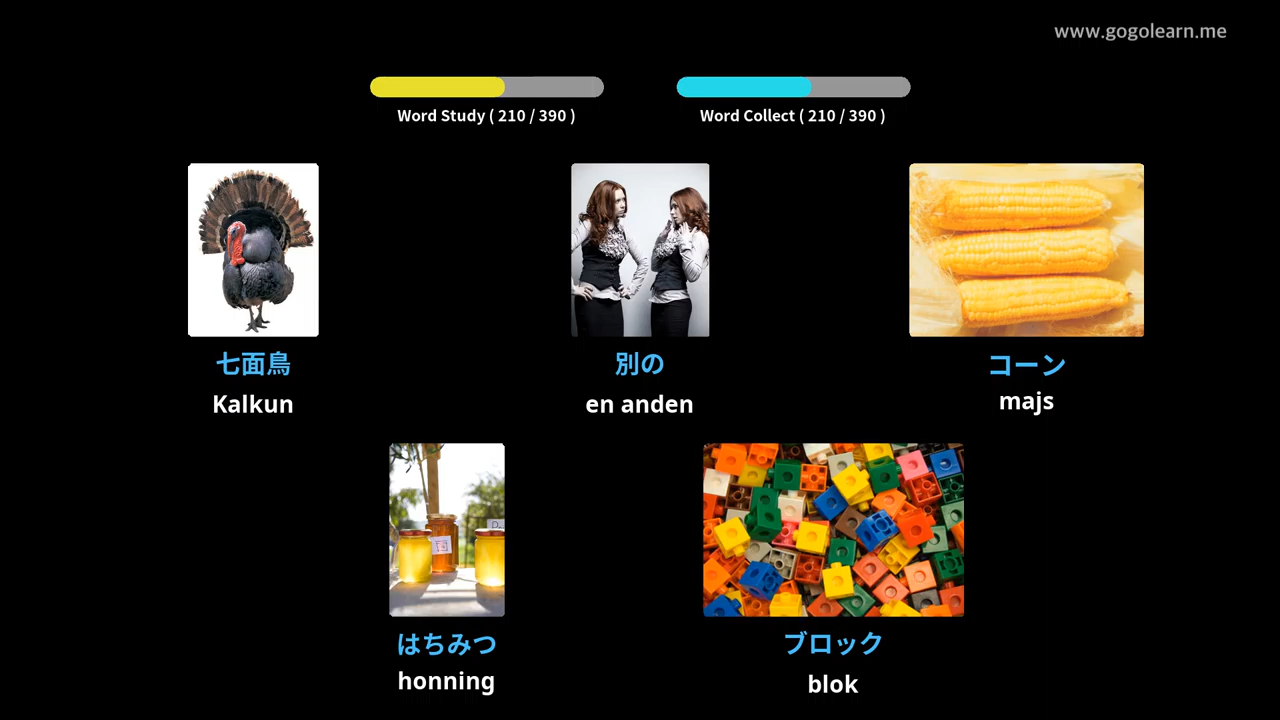 www.gogolearn.me
Word Study ( 210 / 390 )
Word Collect ( 210 / 390 )
七面鳥
Kalkun
別の
en anden
コーン
majs
はちみつ
honning
ブロック
blok